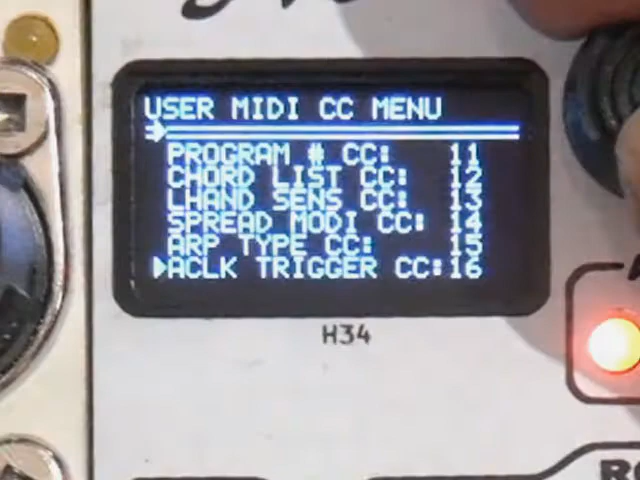 USER MIDI CC MENU
PROGRAM # CC: 11
CHORD LIST CC: 12
LHAND SENS CC: 13
SPREAD MODI CC: 14
ARP TYPE CC: 15
ACLK TRIGGER CC:16
H34